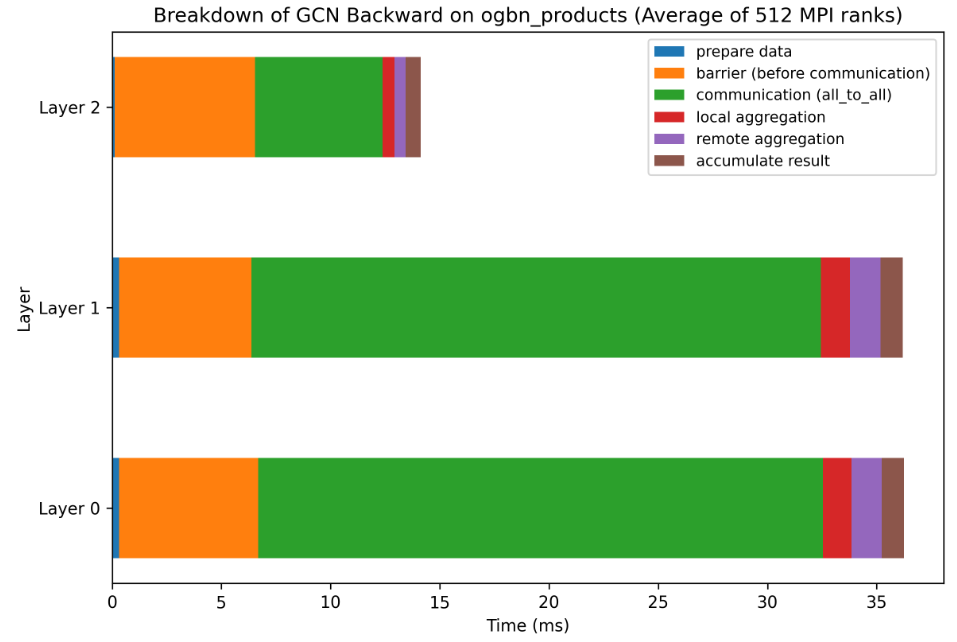 Breakdown of GCN Backward on ogbn_products (Average of 512 MPI ranks)
prepare data
barrier (before communication)
communication (all_to_all)
local aggregation
remote aggregation
accumulate result
Layer 2
Layer 1
Layer 0
Layer
0 5 10 15 20 25 30 35
Time (ms)